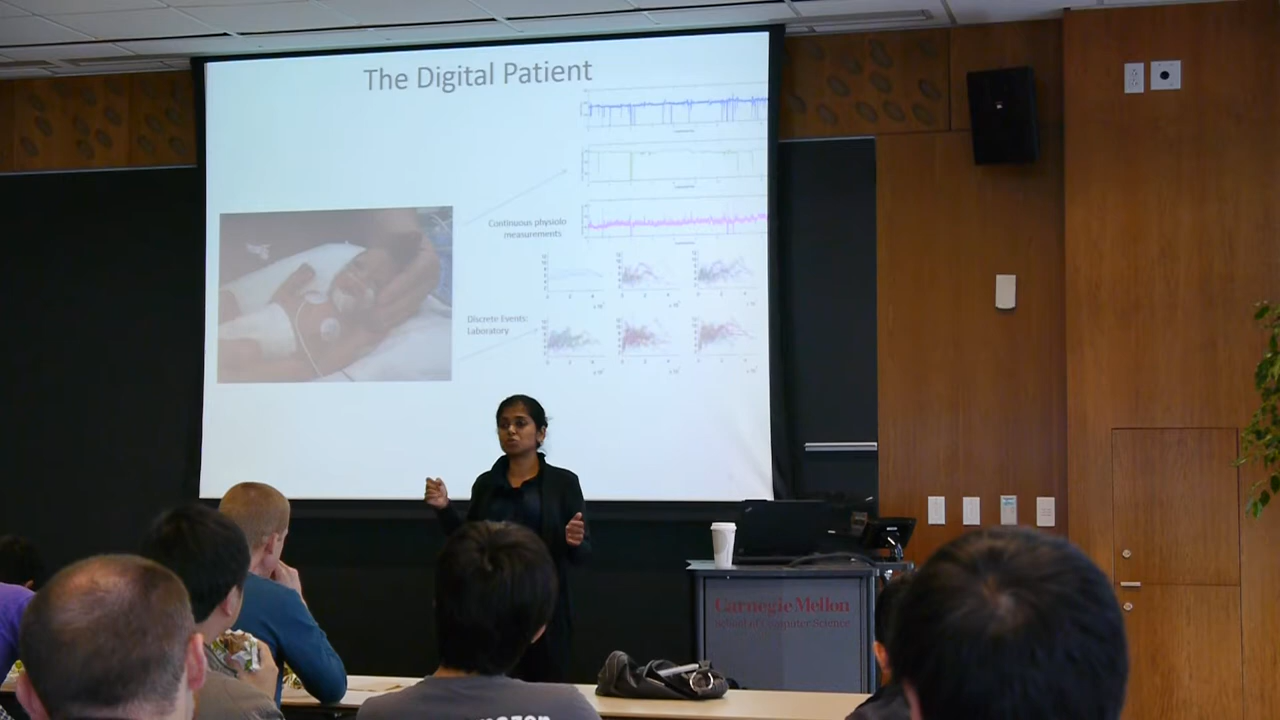 The Digital Patient
Continuous physiolo
measurements
Discrete Events:
Laboratory
Carnegie Mellon
School of Computer Science